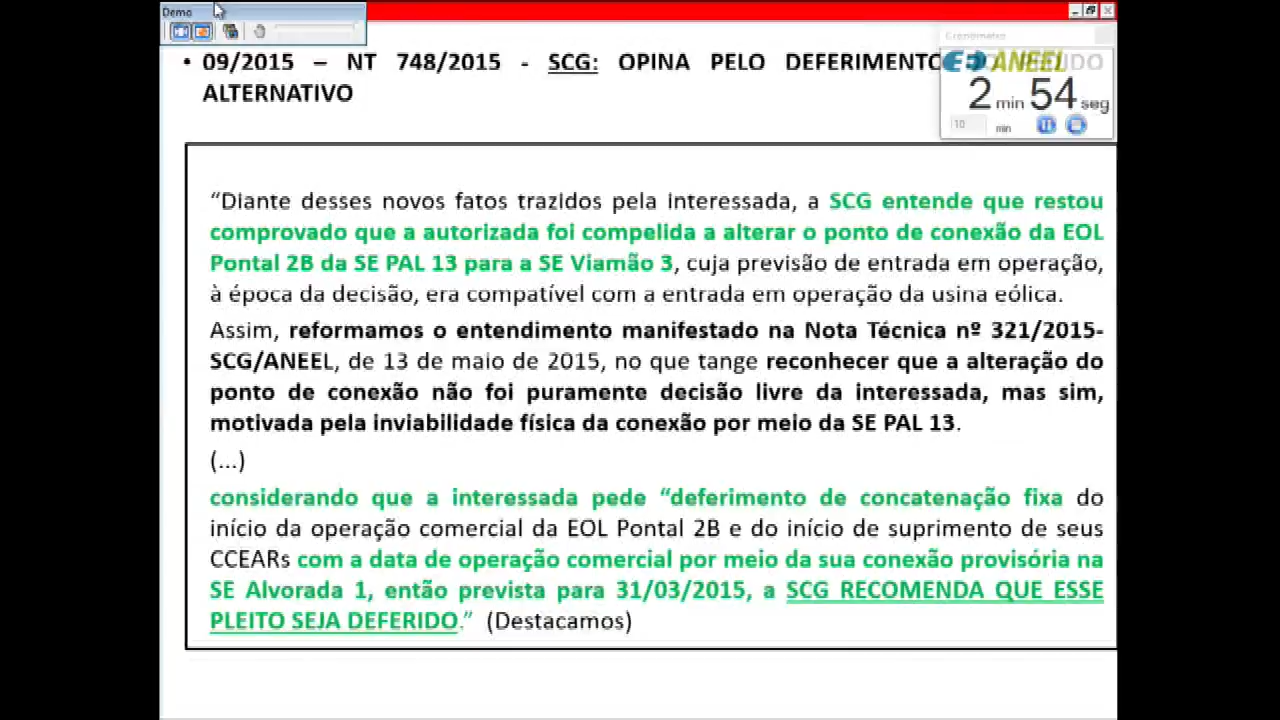 Demo
Cronômetro
ANEEL
2 min 54 seg
10 min
• 09/2015 – NT 748/2015 - SCG: OPINA PELO DEFERIMENTO
ALTERNATIVO
“Diante desses novos fatos trazidos pela interessada, a SCG entende que restou
comprovado que a autorizada foi compelida a alterar o ponto de conexão da EOL
Pontal 2B da SE PAL 13 para a SE Viamão 3, cuja previsão de entrada em operação,
à época da decisão, era compatível com a entrada em operação da usina eólica.
Assim, reformamos o entendimento manifestado na Nota Técnica nº 321/2015-
SCG/ANEEL, de 13 de maio de 2015, no que tange reconhecer que a alteração do
ponto de conexão não foi puramente decisão livre da interessada, mas sim,
motivada pela inviabilidade física da conexão por meio da SE PAL 13.
(...)
considerando que a interessada pede “deferimento de concatenação fixa do
início da operação comercial da EOL Pontal 2B e do início de suprimento de seus
CCEARs com a data de operação comercial por meio da sua conexão provisória na
SE Alvorada 1, então prevista para 31/03/2015, a SCG RECOMENDA QUE ESSE
PLEITO SEJA DEFERIDO.” (Destacamos)